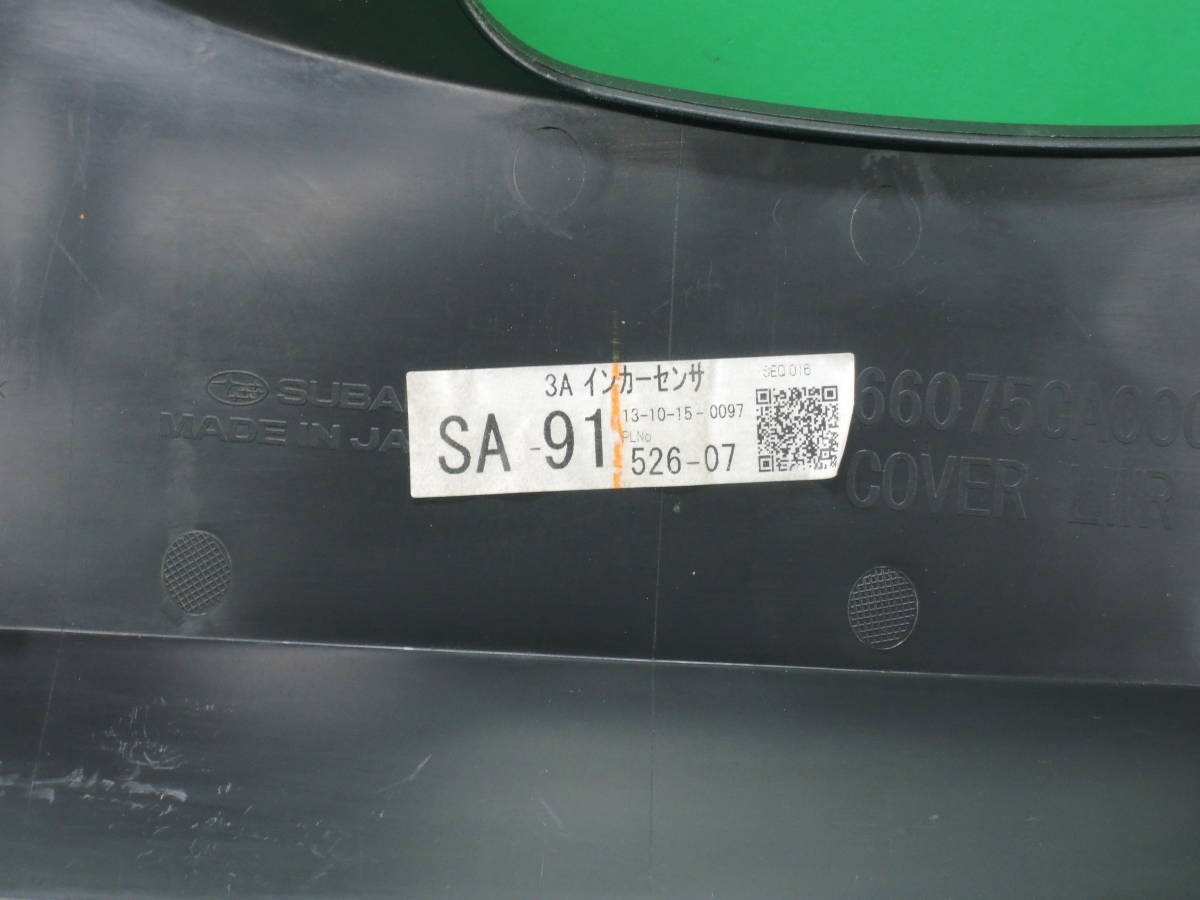 SUBA
MADE IN JA
3A インカーセンサ
SEQ 016
SA-91
13-10-15-0097
PLNo
526-07
COVER